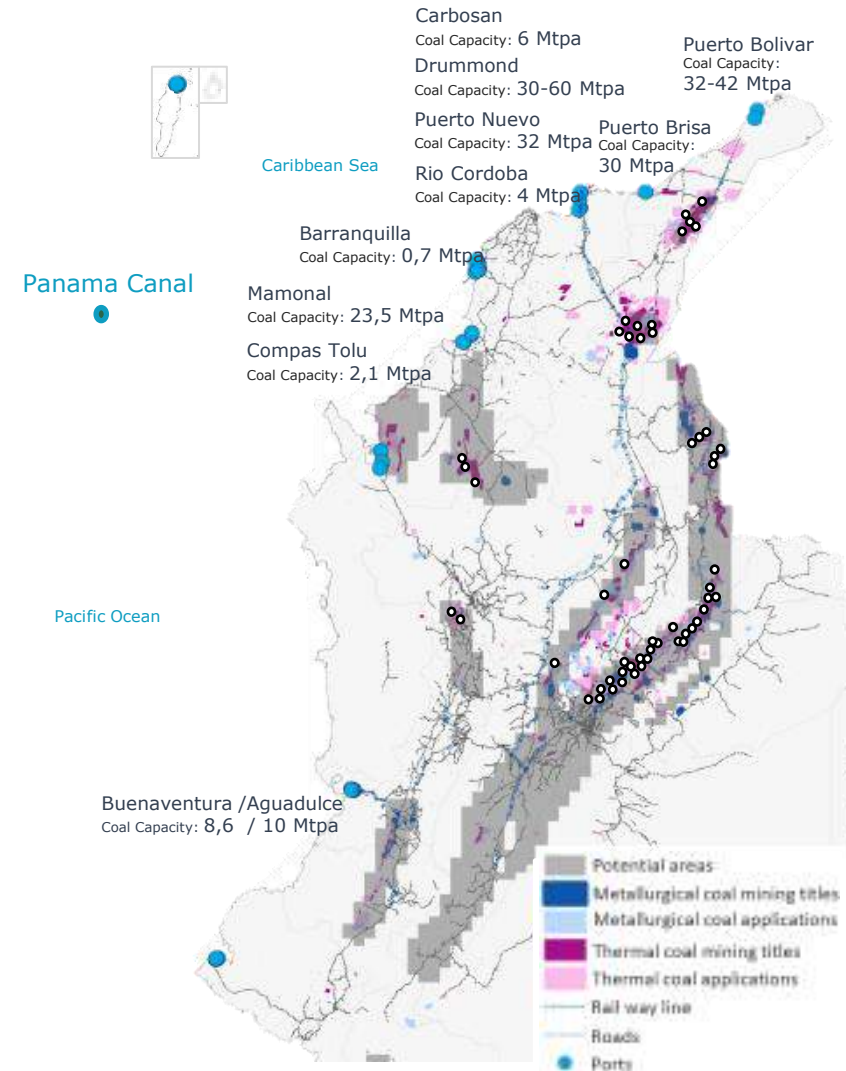 Carbosan
Coal Capacity: 6 Mtpa
Drummond
Coal Capacity: 30-60 Mtpa
Puerto Bolivar
Coal Capacity:
32-42 Mtpa
Puerto Nuevo
Coal Capacity: 32 Mtpa
Puerto Brisa
Coal Capacity:
30 Mtpa
Caribbean Sea
Rio Cordoba
Coal Capacity: 4 Mtpa
Barranquilla
Coal Capacity: 0,7 Mtpa
Panama Canal
Mamonal
Coal Capacity: 23,5 Mtpa
Compas Tolu
Coal Capacity: 2,1 Mtpa
Pacific Ocean
Buenaventura /Aguadulce
Coal Capacity: 8,6 / 10 Mtpa
Potential areas
Metallurgical coal mining titles
Metallurgical coal applications
Thermal coal mining titles
Thermal coal applications
Rail way line
Roads
Ports